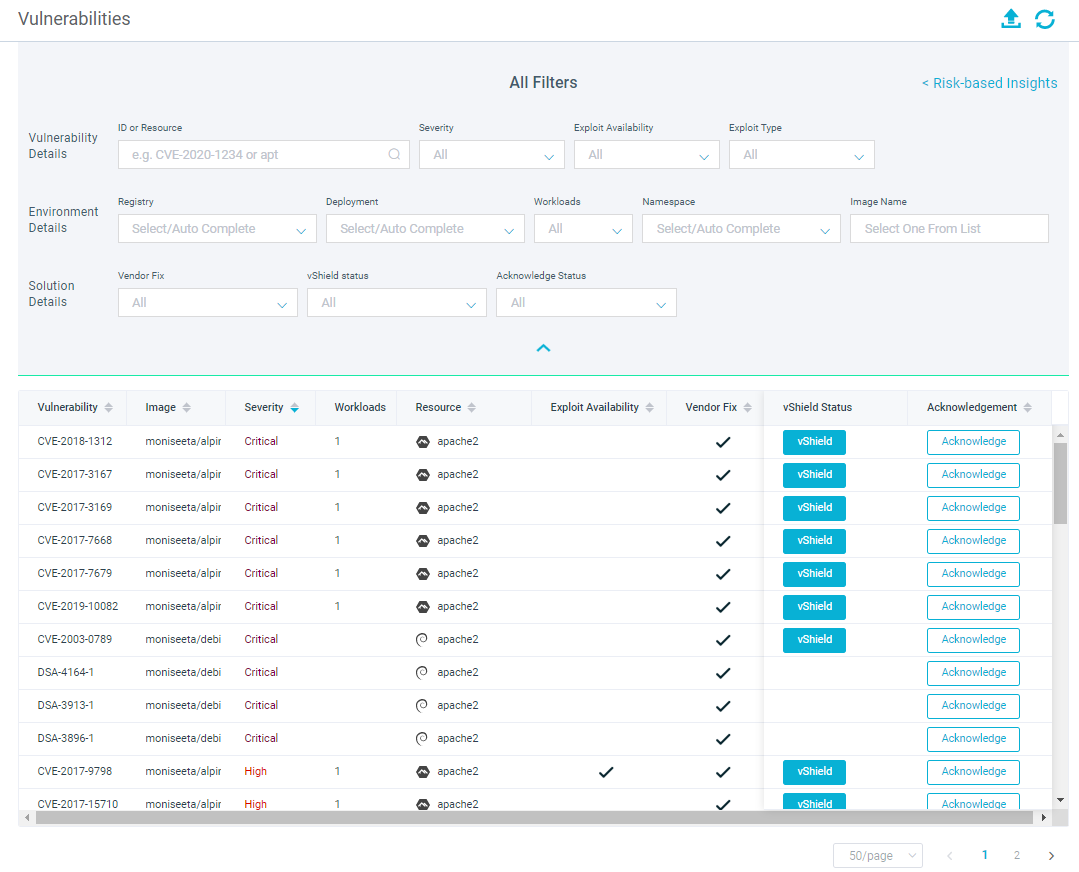 Vulnerabilities
All Filters
< Risk-based Insights
Vulnerability Details
ID or Resource
e.g. CVE-2020-1234 or apt
Severity
All
Exploit Availability
All
Exploit Type
All
Environment Details
Registry
Select/Auto Complete
Deployment
Select/Auto Complete
Workloads
All
Namespace
Select/Auto Complete
Image Name
Select One From List
Solution Details
Vendor Fix
All
vShield status
All
Acknowledge Status
All
Vulnerability Image Severity Workloads Resource Exploit Availability Vendor Fix vShield Status Acknowledgement
CVE-2018-1312 moniseeta/alpir Critical 1 apache2 vShield Acknowledge
CVE-2017-3167 moniseeta/alpir Critical 1 apache2 vShield Acknowledge
CVE-2017-3169 moniseeta/alpir Critical 1 apache2 vShield Acknowledge
CVE-2017-7668 moniseeta/alpir Critical 1 apache2 vShield Acknowledge
CVE-2017-7679 moniseeta/alpir Critical 1 apache2 vShield Acknowledge
CVE-2019-10082 moniseeta/alpir Critical 1 apache2 vShield Acknowledge
CVE-2003-0789 moniseeta/debi Critical apache2 vShield Acknowledge
DSA-4164-1 moniseeta/debi Critical apache2 Acknowledge
DSA-3913-1 moniseeta/debi Critical apache2 Acknowledge
DSA-3896-1 moniseeta/debi Critical apache2 Acknowledge
CVE-2017-9798 moniseeta/alpir High 1 apache2 vShield Acknowledge
CVE-2017-15710 moniseeta/alpir High 1 apache2 vShield Acknowledge
50/page < 1 2 >